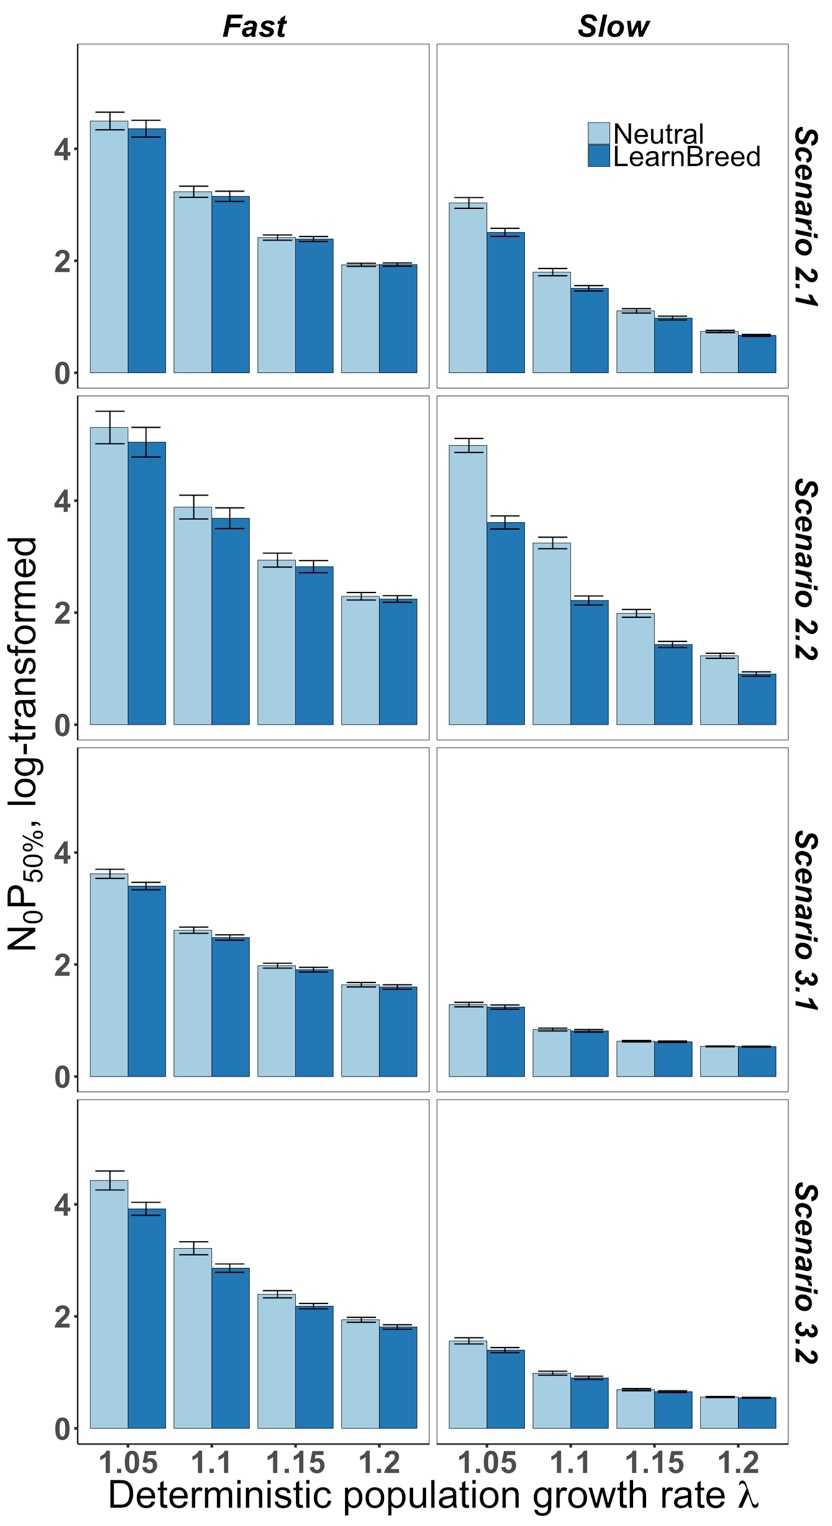 Fast
Slow
Neutral
LearnBreed
Scenario 2.1
4
2
0
Scenario 2.2
4
2
0
N0P50%, log-transformed
Scenario 3.1
4
2
0
Scenario 3.2
4
2
0
1.05 1.1 1.15 1.2 1.05 1.1 1.15 1.2
Deterministic population growth rate λ